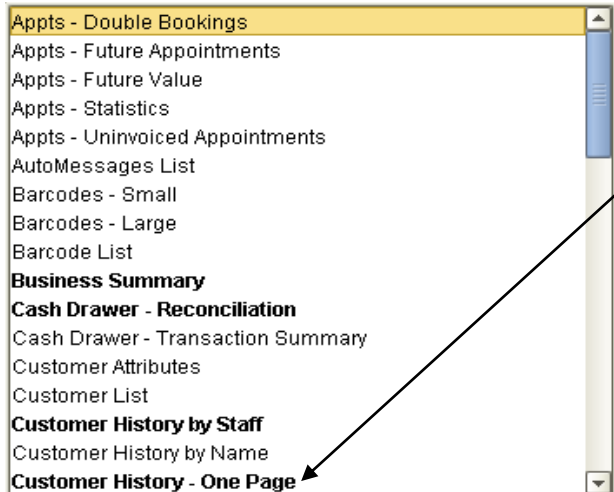 Appts - Double Bookings
Appts - Future Appointments
Appts - Future Value
Appts - Statistics
Appts - Uninvoiced Appointments
AutoMessages List
Barcodes - Small
Barcodes - Large
Barcode List
Business Summary
Cash Drawer - Reconciliation
Cash Drawer - Transaction Summary
Customer Attributes
Customer List
Customer History by Staff
Customer History by Name
Customer History - One Page